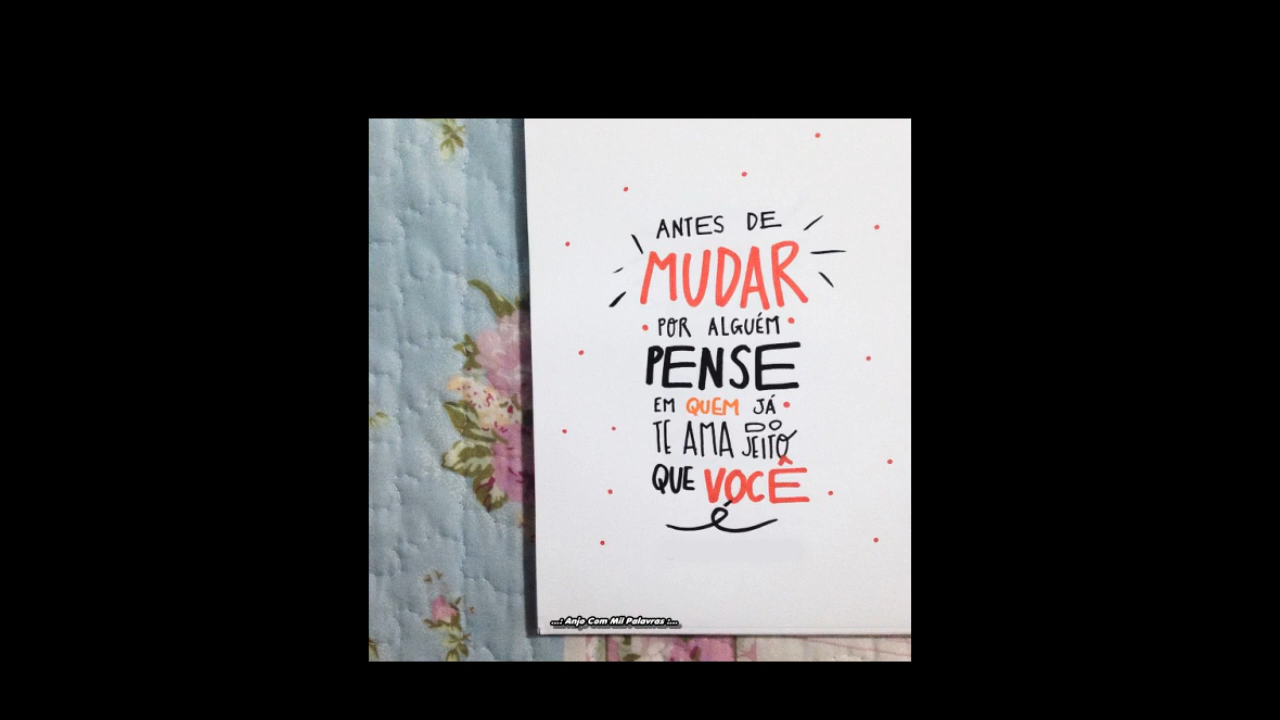 ANTES DE
MUDAR
POR ALGUÉM
PENSE
EM QUEM JÁ
TE AMA DO JEITO
QUE VOCÊ
É
...: Anjo Com Mil Palavras :...